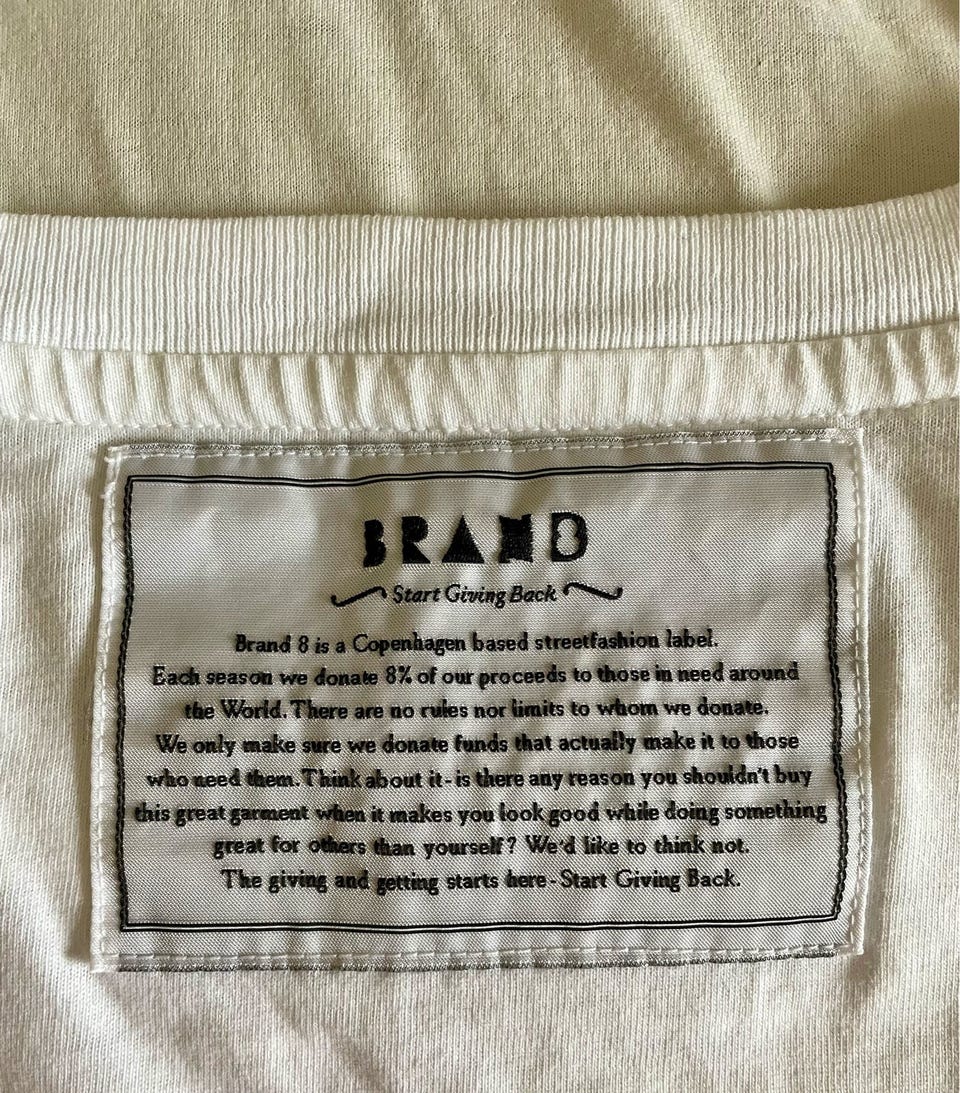 BRAND8
Start Giving Back
Brand 8 is a Copenhagen based streetfashion label.
Each season we donate 8% of our proceeds to those in need around
the World. There are no rules nor limits to whom we donate.
We only make sure we donate funds that actually make it to those
who need them. Think about it - is there any reason you shouldn't buy
this great garment when it makes you look good while doing something
great for others than yourself? We'd like to think not.
The giving and getting starts here - Start Giving Back.